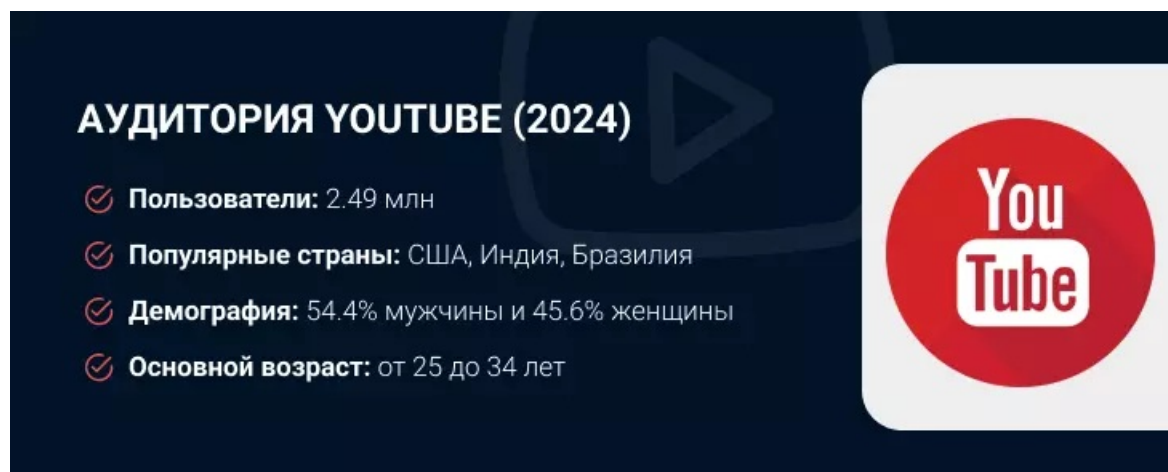 АУДИТОРИЯ YOUTUBE (2024)
Пользователи: 2.49 млн
Популярные страны: США, Индия, Бразилия
Демография: 54.4% мужчины и 45.6% женщины
Основной возраст: от 25 до 34 лет
You
Tube